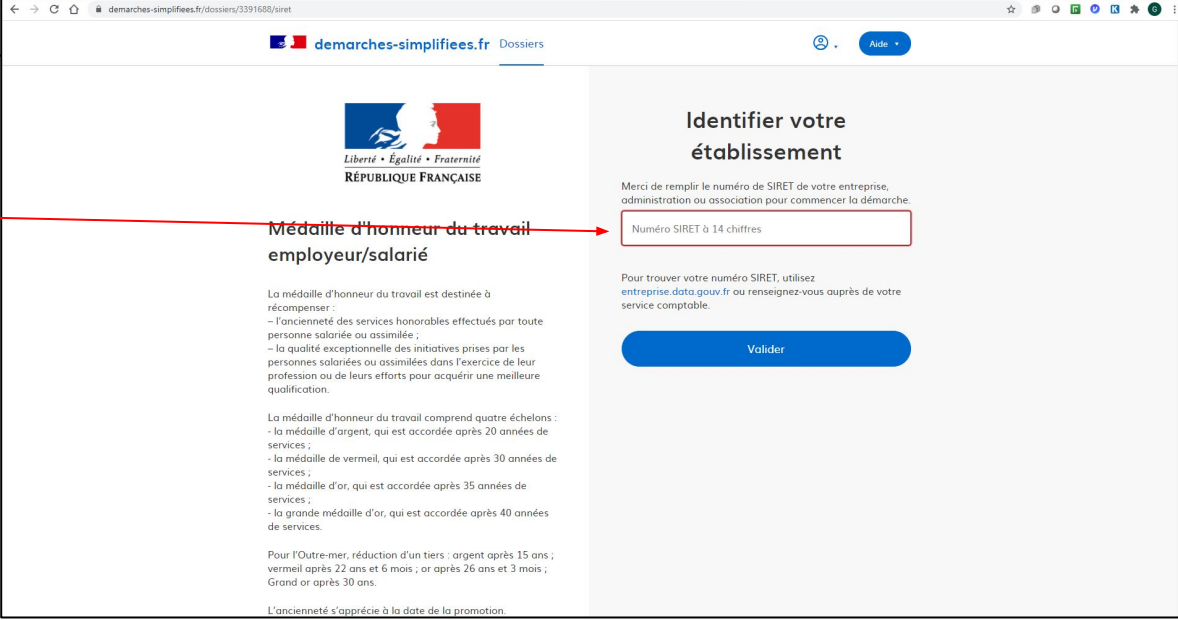 demarches-simplifiees.fr/dossiers/3391688/siret
demarches-simplifiees.fr Dossiers
Aide
Liberté • Égalité • Fraternité
RÉPUBLIQUE FRANÇAISE
Médaille d'honneur du travail
employeur/salarié
La médaille d'honneur du travail est destinée à
récompenser :
– l'ancienneté des services honorables effectués par toute
personne salariée ou assimilée ;
– la qualité exceptionnelle des initiatives prises par les
personnes salariées ou assimilées dans l'exercice de leur
profession ou de leurs efforts pour acquérir une meilleure
qualification.
La médaille d'honneur du travail comprend quatre échelons :
- la médaille d'argent, qui est accordée après 20 années de
services ;
- la médaille de vermeil, qui est accordée après 30 années de
services ;
- la médaille d'or, qui est accordée après 35 années de
services ;
- la grande médaille d'or, qui est accordée après 40 années
de services.
Pour l'Outre-mer, réduction d'un tiers : argent après 15 ans ;
vermeil après 22 ans et 6 mois ; or après 26 ans et 3 mois ;
Grand or après 30 ans.
L'ancienneté s'apprécie à la date de la promotion.
Identifier votre
établissement
Merci de remplir le numéro de SIRET de votre entreprise,
administration ou association pour commencer la démarche.
Numéro SIRET à 14 chiffres
Pour trouver votre numéro SIRET, utilisez
entreprise.data.gouv.fr ou renseignez-vous auprès de votre
service comptable.
Valider